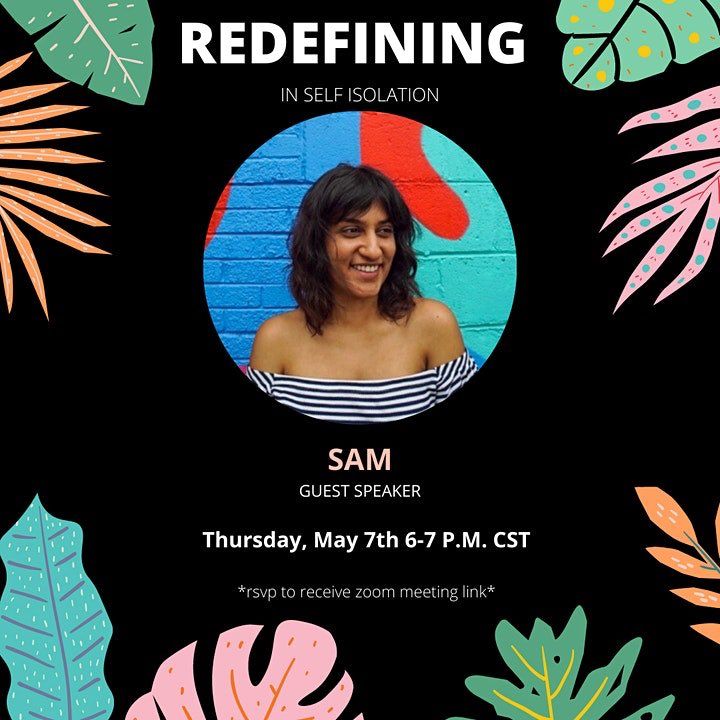 REDEFINING
IN SELF ISOLATION
SAM
GUEST SPEAKER
Thursday, May 7th 6-7 P.M. CST
*rsvp to receive zoom meeting link*